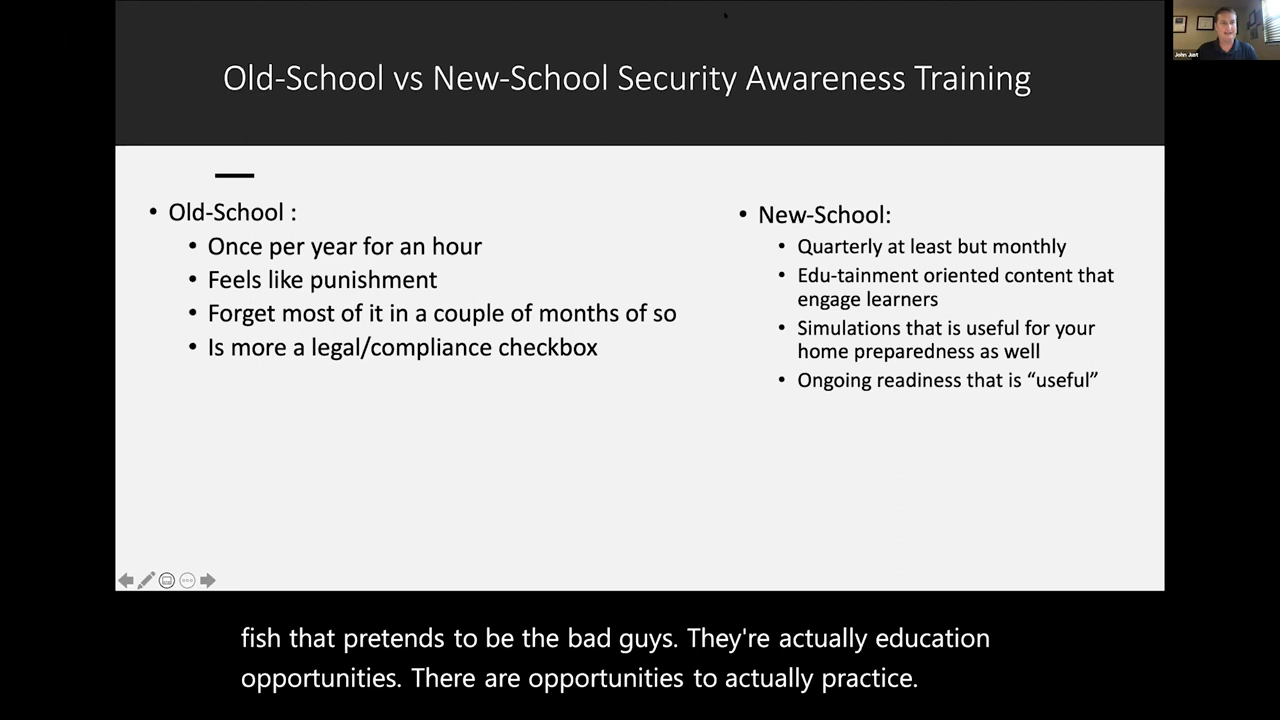 John Just
Old-School vs New-School Security Awareness Training
• Old-School :
• Once per year for an hour
• Feels like punishment
• Forget most of it in a couple of months of so
• Is more a legal/compliance checkbox
• New-School:
• Quarterly at least but monthly
• Edu-tainment oriented content that
engage learners
• Simulations that is useful for your
home preparedness as well
• Ongoing readiness that is “useful”
fish that pretends to be the bad guys. They're actually education
opportunities. There are opportunities to actually practice.